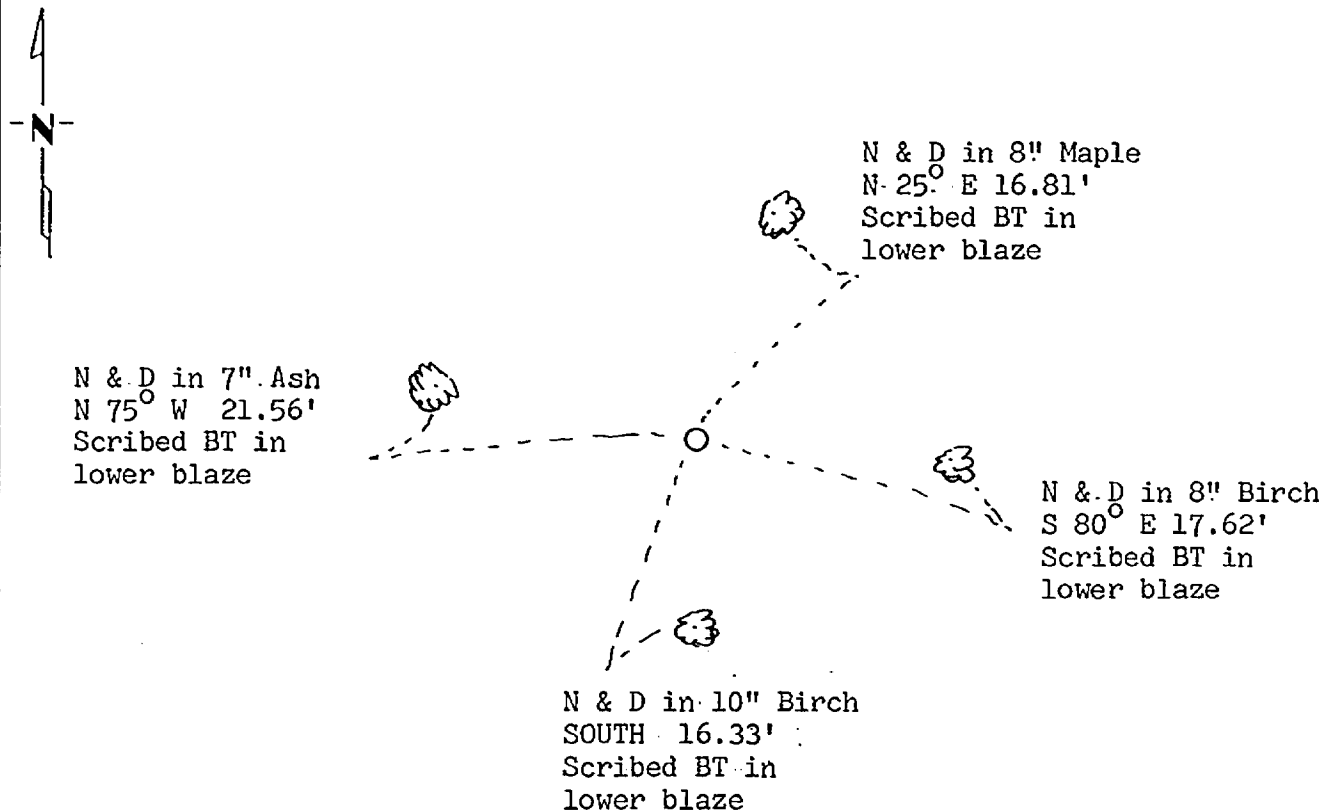 N
N & D in 8" Maple
N 25° E 16.81'
Scribed BT in
lower blaze
N & D in 7" Ash
N 75° W 21.56'
Scribed BT in
lower blaze
N & D in 8" Birch
S 80° E 17.62'
Scribed BT in
lower blaze
N & D in 10" Birch
SOUTH 16.33'
Scribed BT in
lower blaze